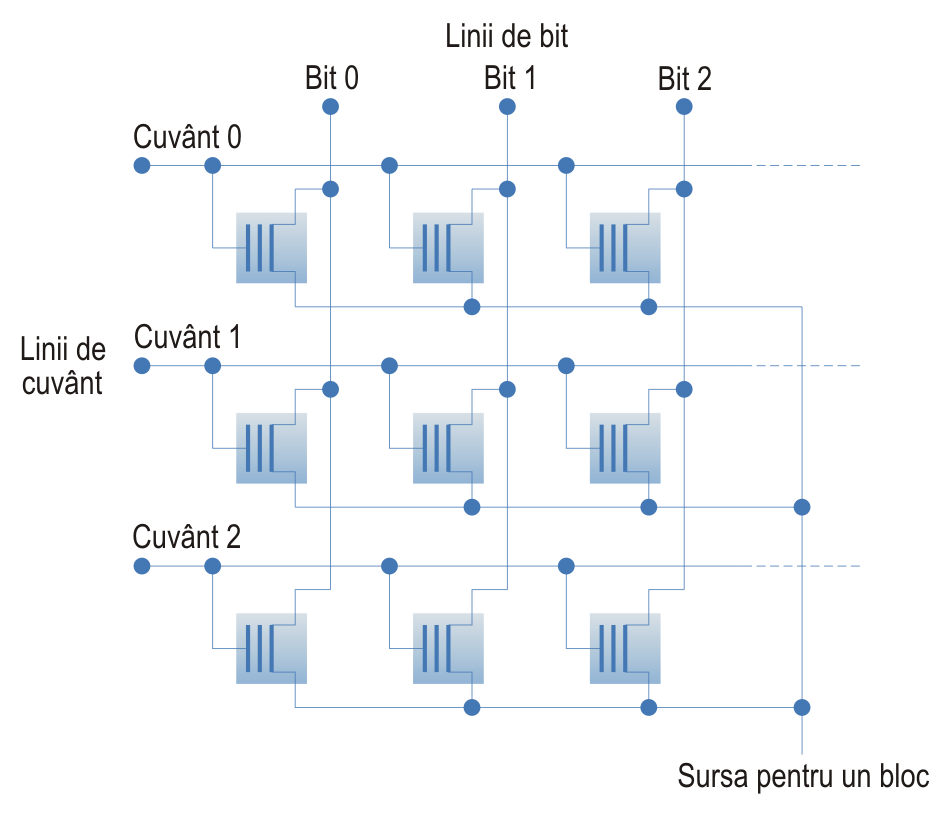 Linii de bit
Bit 0
Bit 1
Bit 2
Cuvânt 0
Cuvânt 1
Linii de
cuvânt
Cuvânt 2
Sursa pentru un bloc